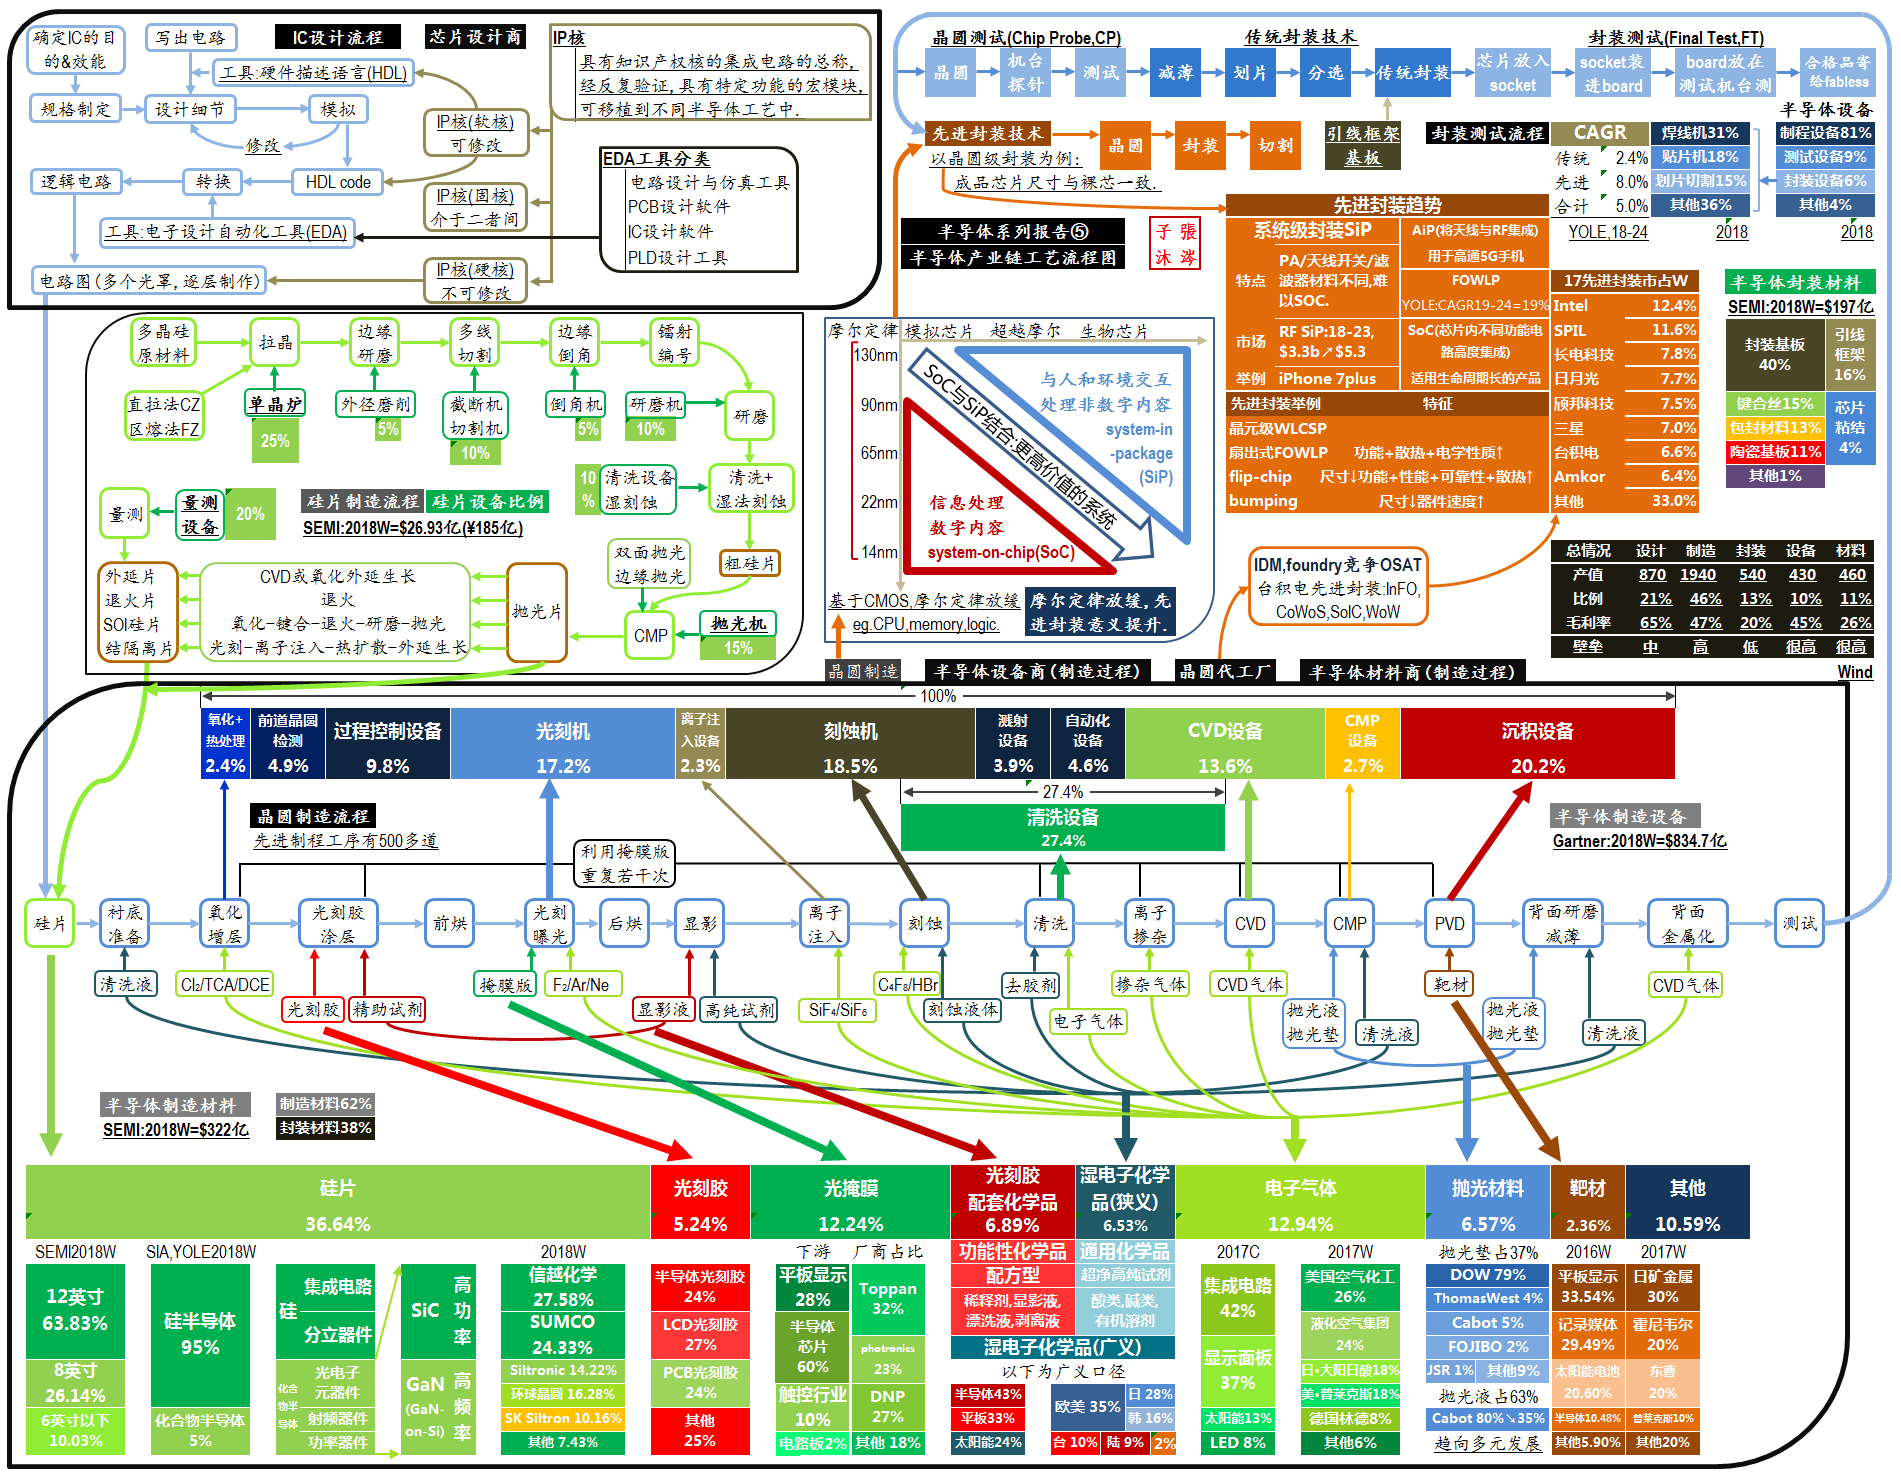 确定IC的目
的&效能
写出电路
IC设计流程
芯片设计商
工具:硬件描述语言(HDL)
规格制定
设计细节
模拟
修改
逻辑电路
转换
HDL code
工具:电子设计自动化工具(EDA)
电路图(多个光罩,逐层制作)
IP核
具有知识产权核的集成电路的总称,
经反复验证,具有特定功能的宏模块,
可移植到不同半导体工艺中.
IP核(软核)
可修改
IP核(固核)
介于二者间
IP核(硬核)
不可修改
EDA工具分类
电路设计与仿真工具
PCB设计软件
IC设计软件
PLD设计工具
晶圆测试(Chip Probe,CP)
传统封装技术
封装测试(Final Test,FT)
晶圆
机台
探针
测试
减薄
划片
分选
传统封装
芯片放入
socket
socket装
进board
board放在
测试机台测
合格品寄
给fabless
先进封装技术
晶圆
封装
切割
引线框架
基板
以晶圆级封装为例:
成品芯片尺寸与裸芯一致.
封装测试流程
CAGR
传统 2.4%
先进 8.0%
合计 5.0%
YOLE,18-24
焊线机31%
贴片机18%
划片切割15%
其他36%
2018
半导体设备
制程设备81%
测试设备9%
封装设备6%
其他4%
2018
半导体系列报告⑤
半导体产业链工艺流程图
子 張
沐 澪
先进封装趋势
系统级封装SiP
特点
PA/天线开关/滤
波器材料不同,难
以SOC.
市场
RF SiP:18-23,
$3.3b↗$5.3
举例
iPhone 7plus
AiP(将天线与RF集成)
用于高通5G手机
FOWLP
YOLE:CAGR19-24=19%
SoC(芯片内不同功能电
路高度集成)
适用生命周期长的产品
先进封装举例 特征
晶元级WLCSP
扇出式FOWLP 功能+散热+电学性质↑
flip-chip 尺寸↓功能+性能+可靠性+散热↑
bumping 尺寸↓器件速度↑
17先进封装市占W
Intel 12.4%
SPIL 11.6%
长电科技 7.8%
日月光 7.7%
颀邦科技 7.5%
三星 7.0%
台积电 6.6%
Amkor 6.4%
其他 33.0%
半导体封装材料
SEMI:2018W=$197亿
封装基板
40%
引线
框架
16%
键合丝15%
包封材料13%
陶瓷基板11%
其他1%
芯片
粘结
4%
多晶硅
原材料
拉晶
边缘
研磨
多线
切割
边缘
倒角
镭射
编号
直拉法CZ
区熔法FZ
单晶炉
25%
外径磨削
5%
截断机
切割机
10%
倒角机
5%
研磨机
10%
研磨
10
%
清洗设备
湿刻蚀
清洗+
湿法刻蚀
量测
量测
设备
20%
硅片制造流程
硅片设备比例
SEMI:2018W=$26.93亿(¥185亿)
双面抛光
边缘抛光
粗硅片
外延片
退火片
SOI硅片
结隔离片
CVD或氧化外延生长
退火
氧化-键合-退火-研磨-抛光
光刻-离子注入-热扩散-外延生长
抛光片
CMP
抛光机
15%
摩尔定律
模拟芯片 超越摩尔 生物芯片
130nm
90nm
65nm
22nm
14nm
SoC与SiP结合:更高价值的系统
与人和环境交互
处理非数字内容
system-in
-package
(SiP)
信息处理
数字内容
system-on-chip(SoC)
基于CMOS,摩尔定律放缓
eg.CPU,memory,logic.
摩尔定律放缓,先
进封装意义提升.
IDM,foundry竞争OSAT
台积电先进封装:InFO,
CoWoS,SoIC,WoW
总情况 设计 制造 封装 设备 材料
产值 870 1940 540 430 460
比例 21% 46% 13% 10% 11%
毛利率 65% 47% 20% 45% 26%
壁垒 中 高 低 很高 很高
Wind
晶圆制造
半导体设备商(制造过程)
晶圆代工厂
半导体材料商(制造过程)
100%
氧化+
热处理
2.4%
前道晶圆
检测
4.9%
过程控制设备
9.8%
光刻机
17.2%
离子注
入设备
2.3%
刻蚀机
18.5%
溅射
设备
3.9%
自动化
设备
4.6%
CVD设备
13.6%
CMP
设备
2.7%
沉积设备
20.2%
27.4%
清洗设备
27.4%
晶圆制造流程
先进制程工序有500多道
利用掩膜版
重复若干次
半导体制造设备
Gartner:2018W=$834.7亿
硅片
衬底
准备
氧化
增层
光刻胶
涂层
前烘
光刻
曝光
后烘
显影
离子
注入
刻蚀
清洗
离子
掺杂
CVD
CMP
PVD
背面研磨
减薄
背面
金属化
测试
清洗液
Cl₂/TCA/DCE
光刻胶
精助试剂
掩膜版
F₂/Ar/Ne
显影液
高纯试剂
SiF₄/SiF₆
C₄F₈/HBr
刻蚀液体
去胶剂
电子气体
掺杂气体
CVD气体
抛光液
抛光垫
清洗液
靶材
抛光液
抛光垫
清洗液
CVD气体
半导体制造材料
SEMI:2018W=$322亿
制造材料62%
封装材料38%
硅片
36.64%
光刻胶
5.24%
光掩膜
12.24%
光刻胶
配套化学品
6.89%
湿电子化学
品(狭义)
6.53%
电子气体
12.94%
抛光材料
6.57%
靶材
2.36%
其他
10.59%
SEMI2018W
12英寸
63.83%
8英寸
26.14%
6英寸以下
10.03%
SIA,YOLE2018W
硅半导体
95%
化合物半导体
5%
硅
集成电路
分立器件
化合
物半
导体
光电子
元器件
射频器件
功率器件
SiC
高
功
率
GaN
(GaN-
on-Si)
高
频
率
2018W
信越化学
27.58%
SUMCO
24.33%
Siltronic 14.22%
环球晶圆 16.28%
SK Siltron 10.16%
其他 7.43%
半导体光刻胶
24%
LCD光刻胶
27%
PCB光刻胶
24%
其他
25%
下游
平板显示
28%
半导体
芯片
60%
触控行业
10%
电路板2%
厂商占比
Toppan
32%
photronics
23%
DNP
27%
其他 18%
功能性化学品
配方型
稀释剂,显影液,
漂洗液,剥离液
通用化学品
超净高纯试剂
酸类,碱类,
有机溶剂
湿电子化学品(广义)
以下为广义口径
半导体43%
平板33%
太阳能24%
欧美 35%
日 28%
韩 16%
台 10%
陆 9%
2%
2017C
集成电路
42%
显示面板
37%
太阳能13%
LED 8%
2017W
美国空气化工
26%
液化空气集团
24%
日·大阳日酸18%
美·普莱克斯18%
德国林德8%
其他6%
抛光垫占37%
DOW 79%
ThomasWest 4%
Cabot 5%
FOJIBO 2%
JSR 1%
其他9%
抛光液占63%
Cabot 80%↘35%
趋向多元发展
2016W
平板显示
33.54%
记录媒体
29.49%
太阳能电池
20.60%
半导体10.48%
其他5.90%
2017W
日矿金属
30%
霍尼韦尔
20%
东曹
20%
普莱克斯10%
其他20%